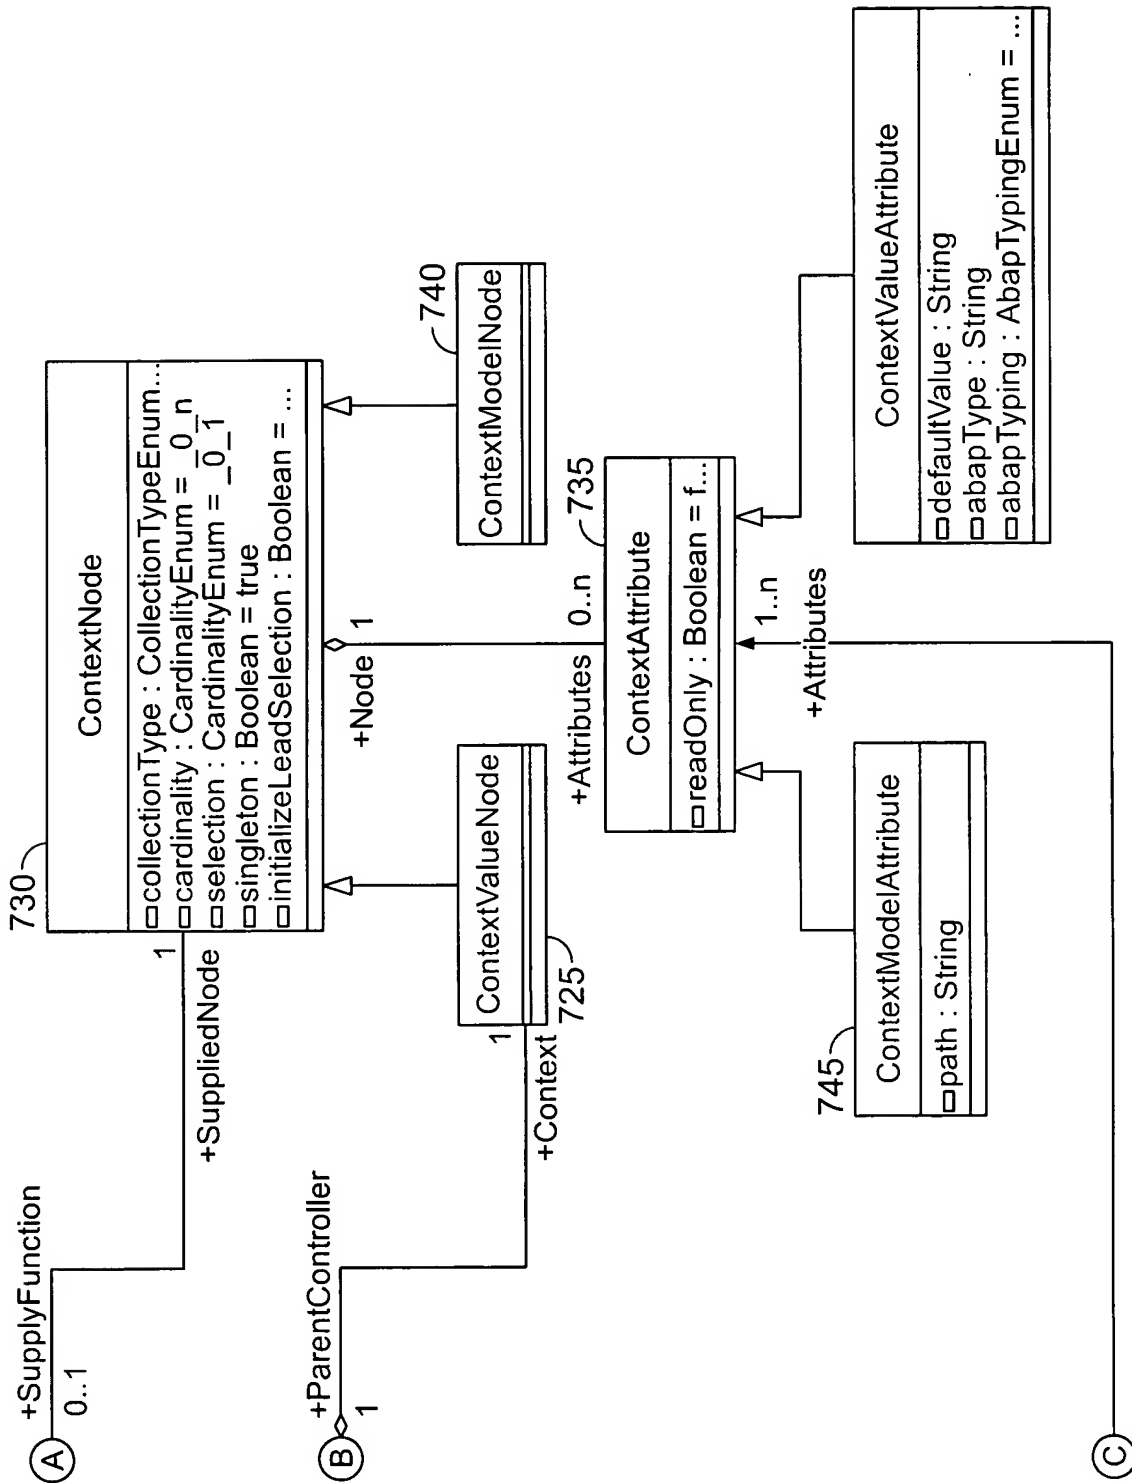 A
+SupplyFunction
0..1
+SuppliedNode
1
730
ContextNode
collectionType : CollectionTypeEnum...
cardinality : CardinalityEnum = _0_n
selection : CardinalityEnum = _0_1
singleton : Boolean = true
initializeLeadSelection : Boolean = ...
B
+ParentController
1
+Context
1
ContextValueNode
725
+Node
1
740
ContextModelNode
+Attributes
0..n
735
ContextAttribute
readOnly : Boolean = f...
+Attributes
1..n
745
ContextModelAttribute
path : String
ContextValueAttribute
defaultValue : String
abapType : String
abapTyping : AbapTypingEnum = ...
C